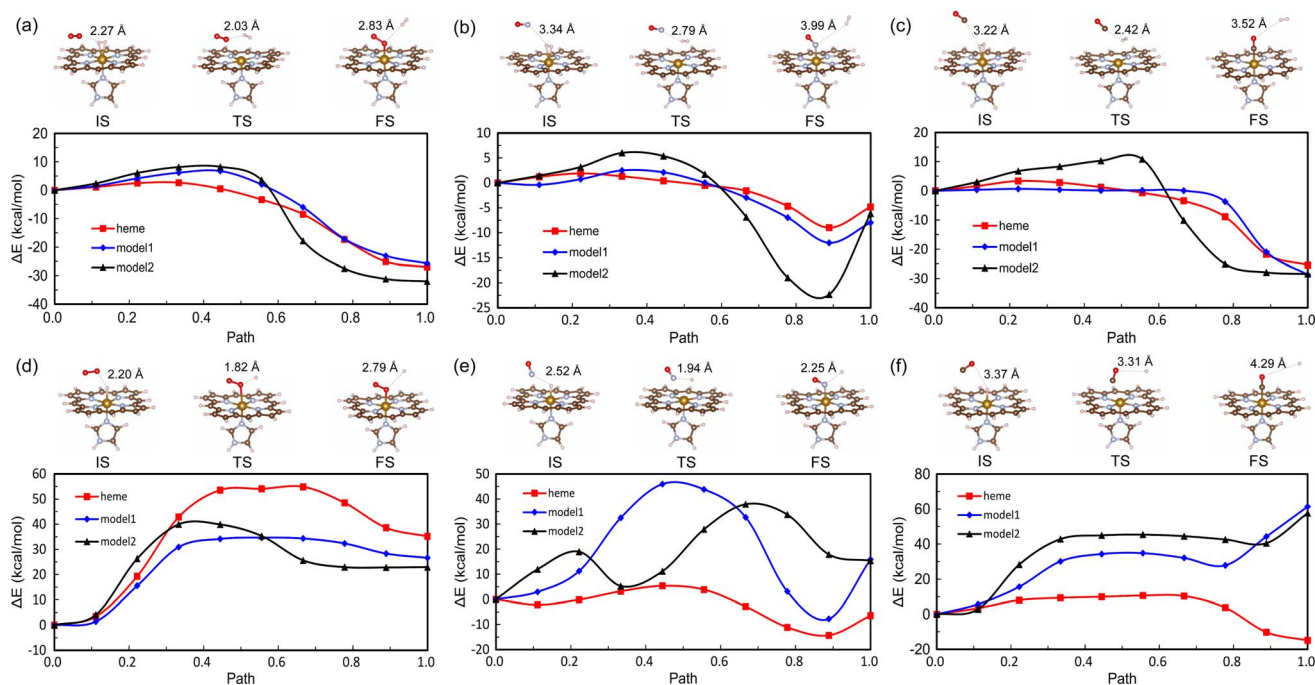 (a)
2.27 Å
2.03 Å
2.83 Å
IS
TS
FS
ΔE (kcal/mol)
20
10
0
-10
-20
-30
-40
heme
model1
model2
0.0 0.2 0.4 0.6 0.8 1.0
Path
(b)
3.34 Å
2.79 Å
3.99 Å
IS
TS
FS
ΔE (kcal/mol)
10
5
0
-5
-10
-15
-20
-25
heme
model1
model2
0.0 0.2 0.4 0.6 0.8 1.0
Path
(c)
3.22 Å
2.42 Å
3.52 Å
IS
TS
FS
ΔE (kcal/mol)
20
10
0
-10
-20
-30
-40
heme
model1
model2
0.0 0.2 0.4 0.6 0.8 1.0
Path
(d)
2.20 Å
1.82 Å
2.79 Å
IS
TS
FS
ΔE (kcal/mol)
60
50
40
30
20
10
0
-10
heme
model1
model2
0.0 0.2 0.4 0.6 0.8 1.0
Path
(e)
2.52 Å
1.94 Å
2.25 Å
IS
TS
FS
ΔE (kcal/mol)
50
40
30
20
10
0
-10
-20
heme
model1
model2
0.0 0.2 0.4 0.6 0.8 1.0
Path
(f)
3.37 Å
3.31 Å
4.29 Å
IS
TS
FS
ΔE (kcal/mol)
80
60
40
20
0
-20
heme
model1
model2
0.0 0.2 0.4 0.6 0.8 1.0
Path